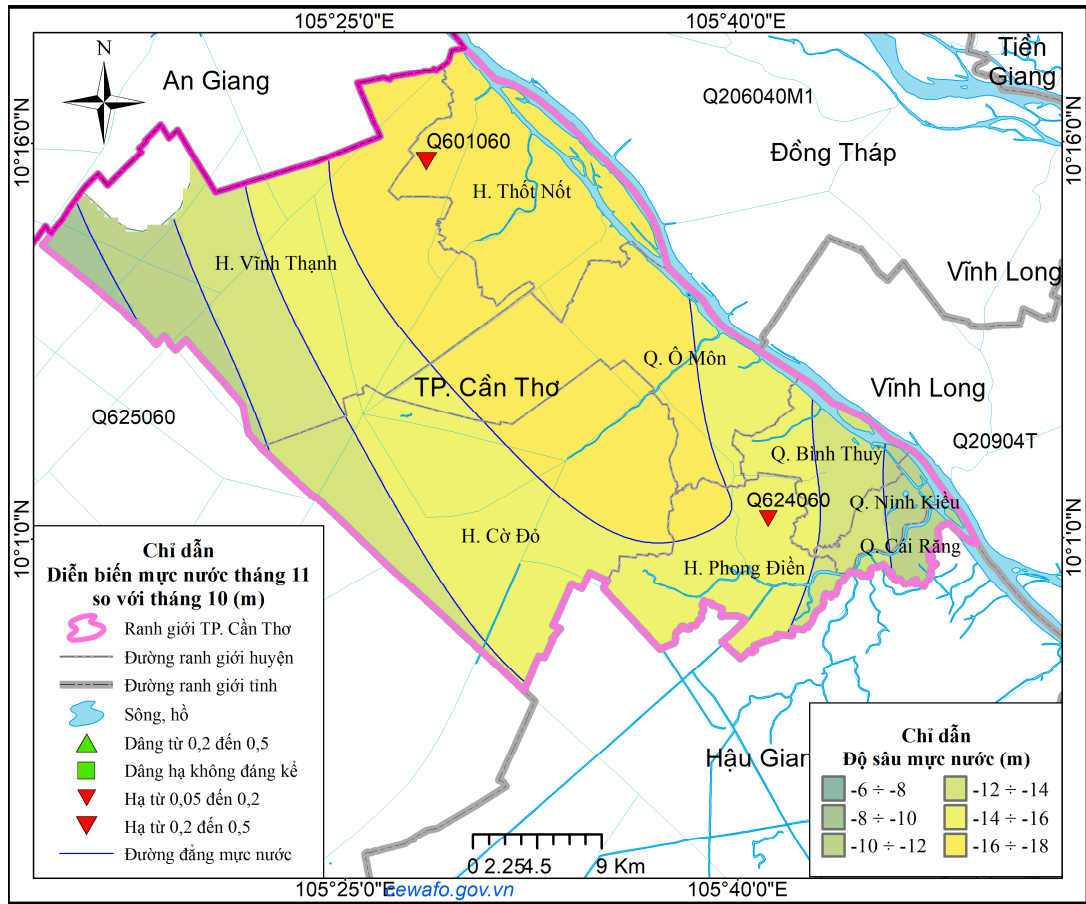 105°25'0"E
105°40'0"E
N
An Giang
Tiền
Giang
Q206040M1
10°16'0"N
10°16'0"N
Q601060
Đồng Tháp
H. Thốt Nốt
H. Vĩnh Thạnh
Vĩnh Long
Q. Ô Môn
TP. Cần Thơ
Vĩnh Long
Q625060
Q20904T
Q. Bình Thuỷ
Q624060
Q. Ninh Kiều
10°1'0"N
10°1'0"N
H. Cờ Đỏ
Q. Cái Răng
H. Phong Điền
Chỉ dẫn
Diễn biến mực nước tháng 11
so với tháng 10 (m)
Ranh giới TP. Cần Thơ
Đường ranh giới huyện
Đường ranh giới tỉnh
Sông, hồ
Dâng từ 0,2 đến 0,5
Dâng hạ không đáng kể
Hạ từ 0,05 đến 0,2
Hạ từ 0,2 đến 0,5
Đường đẳng mực nước
Hậu Gian
Chỉ dẫn
Độ sâu mực nước (m)
-6 ÷ -8
-12 ÷ -14
-8 ÷ -10
-14 ÷ -16
-10 ÷ -12
-16 ÷ -18
0 2.25 4.5 9 Km
105°25'0"E
eewafo.gov.vn
105°40'0"E